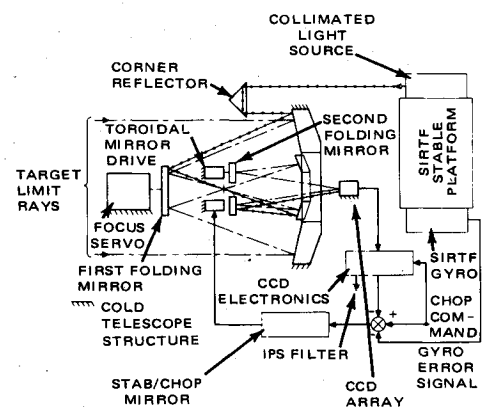 COLLIMATED
LIGHT
SOURCE
CORNER
REFLECTOR
TOROIDAL
MIRROR
DRIVE
SECOND
FOLDING
MIRROR
SIRTF
STABLE
PLATFORM
TARGET
LIMIT
RAYS
FOCUS
SERVO
FIRST FOLDING
MIRROR
COLD
TELESCOPE
STRUCTURE
CCD
ELECTRONICS
SIRTF
GYRO
+
CHOP
COM-
MAND
IPS FILTER
GYRO
ERROR
SIGNAL
STAB/CHOP
MIRROR
CCD
ARRAY